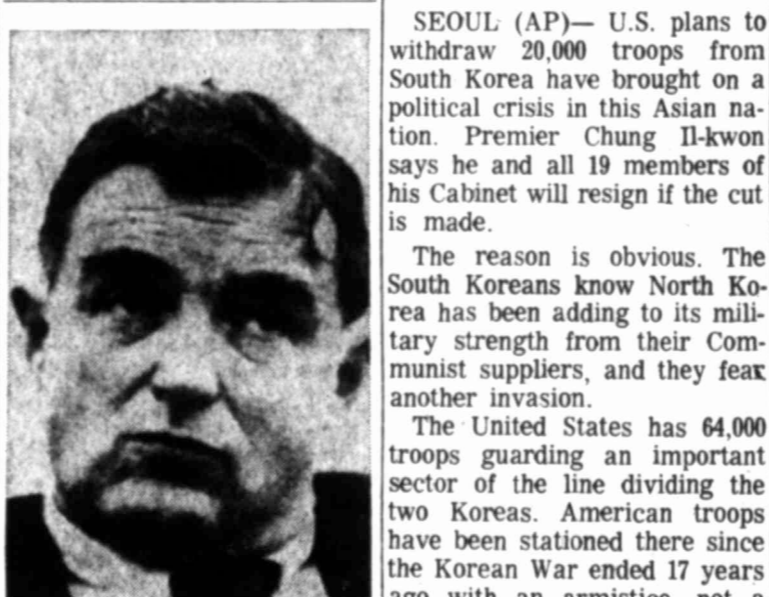 SEOUL (AP)— U.S. plans to
withdraw 20,000 troops from
South Korea have brought on a
political crisis in this Asian na-
tion. Premier Chung Il-kwon
says he and all 19 members of
his Cabinet will resign if the cut
is made.
The reason is obvious. The
South Koreans know North Ko-
rea has been adding to its mili-
tary strength from their Com-
munist suppliers, and they fear
another invasion.
The United States has 64,000
troops guarding an important
sector of the line dividing the
two Koreas. American troops
have been stationed there since
the Korean War ended 17 years
ago with an armistice, not a